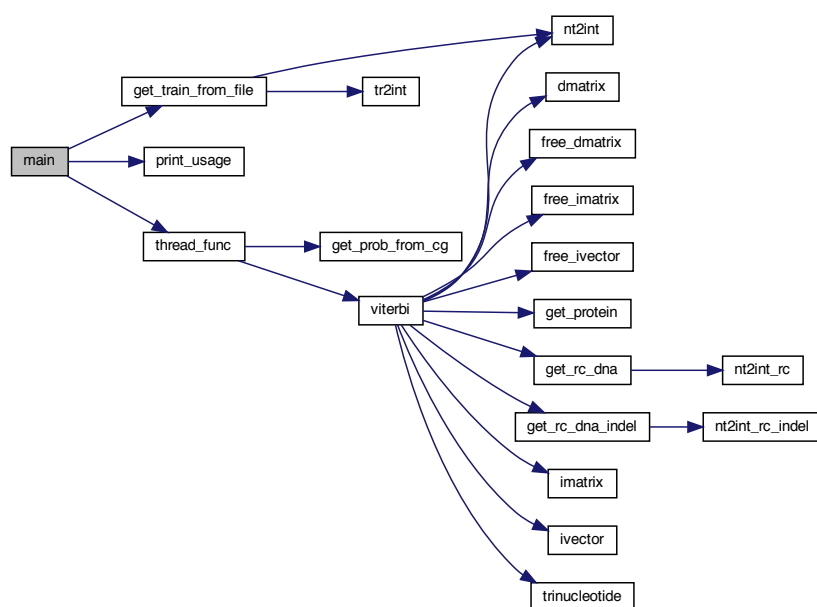 nt2int
get_train_from_file
tr2int
dmatrix
free_dmatrix
main
print_usage
free_imatrix
thread_func
get_prob_from_cg
free_ivector
viterbi
get_protein
get_rc_dna
nt2int_rc
get_rc_dna_indel
nt2int_rc_indel
imatrix
ivector
trinucleotide